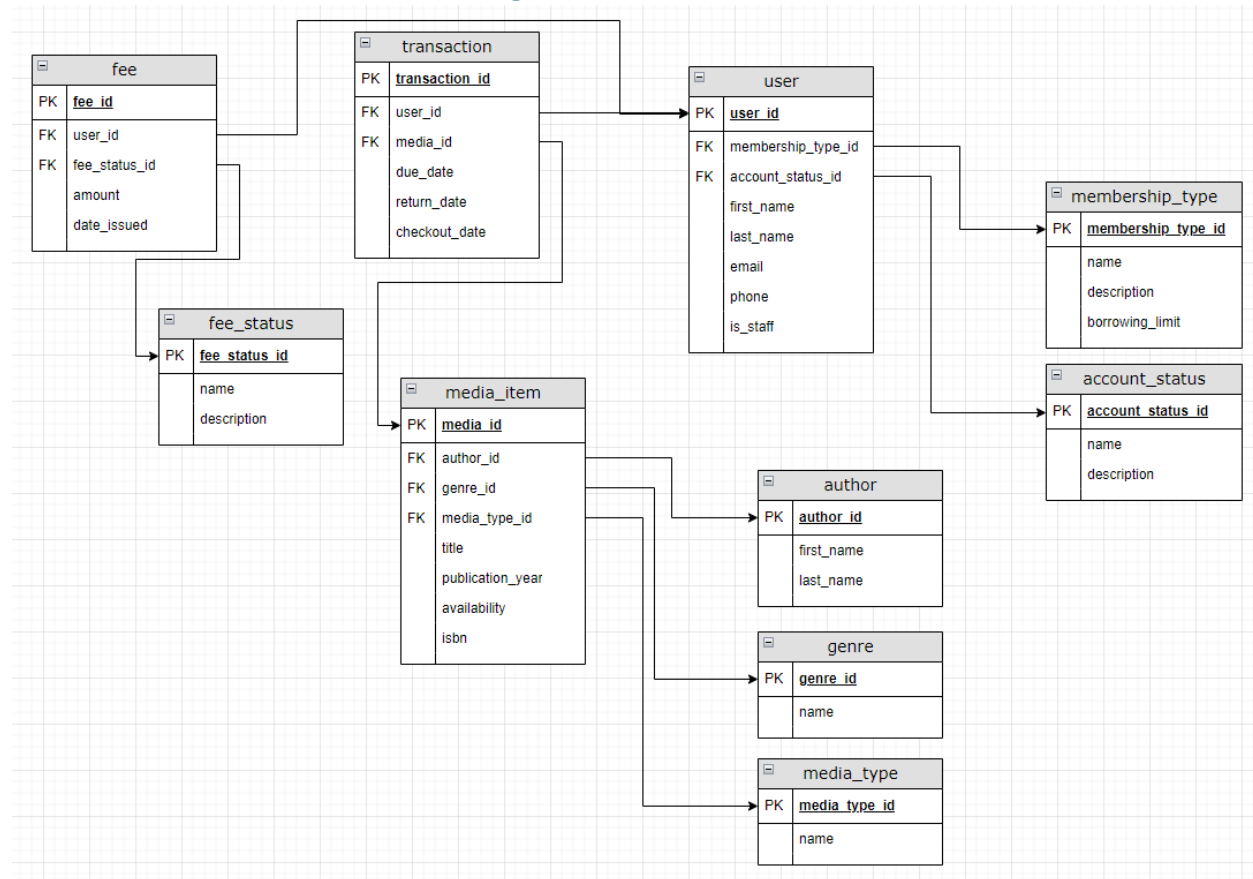 fee
PK fee_id
FK user_id
FK fee_status_id
amount
date_issued
transaction
PK transaction_id
FK user_id
FK media_id
due_date
return_date
checkout_date
user
PK user_id
FK membership_type_id
FK account_status_id
first_name
last_name
email
phone
is_staff
membership_type
PK membership_type_id
name
description
borrowing_limit
fee_status
PK fee_status_id
name
description
account_status
PK account_status_id
name
description
media_item
PK media_id
FK author_id
FK genre_id
FK media_type_id
title
publication_year
availability
isbn
author
PK author_id
first_name
last_name
genre
PK genre_id
name
media_type
PK media_type_id
name